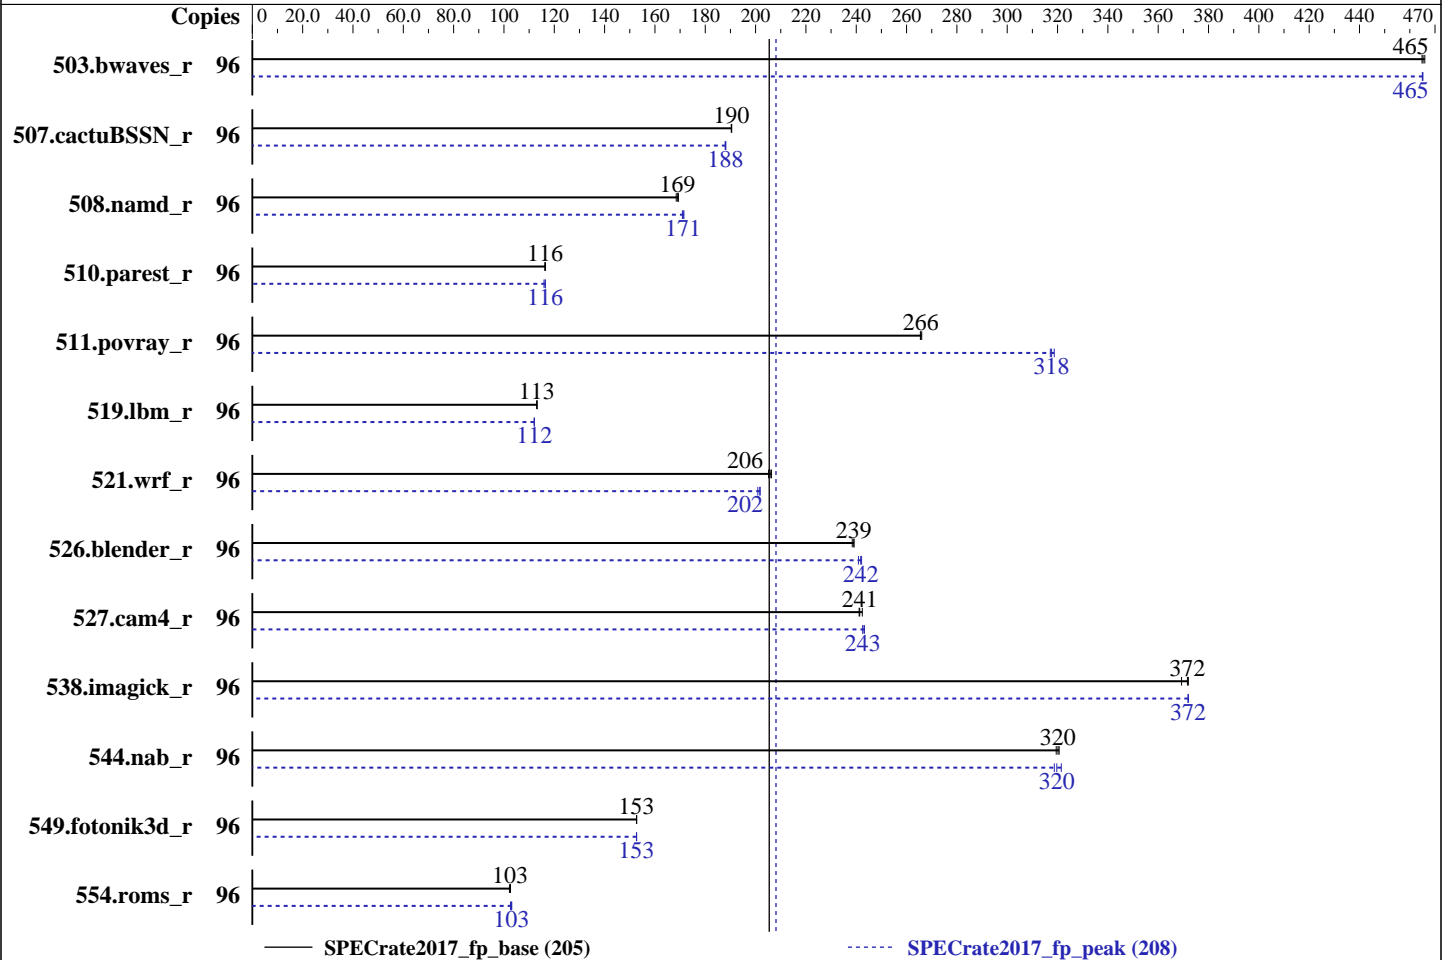 Copies 0 20.0 40.0 60.0 80.0 100 120 140 160 180 200 220 240 260 280 300 320 340 360 380 400 420 440 470
465
503.bwaves_r 96
465
190
507.cactuBSSN_r 96
188
169
508.namd_r 96
171
116
510.parest_r 96
116
266
511.povray_r 96
318
113
519.lbm_r 96
112
206
521.wrf_r 96
202
239
526.blender_r 96
242
241
527.cam4_r 96
243
372
538.imagick_r 96
372
320
544.nab_r 96
320
153
549.fotonik3d_r 96
153
103
554.roms_r 96
103
SPECrate2017_fp_base (205) SPECrate2017_fp_peak (208)